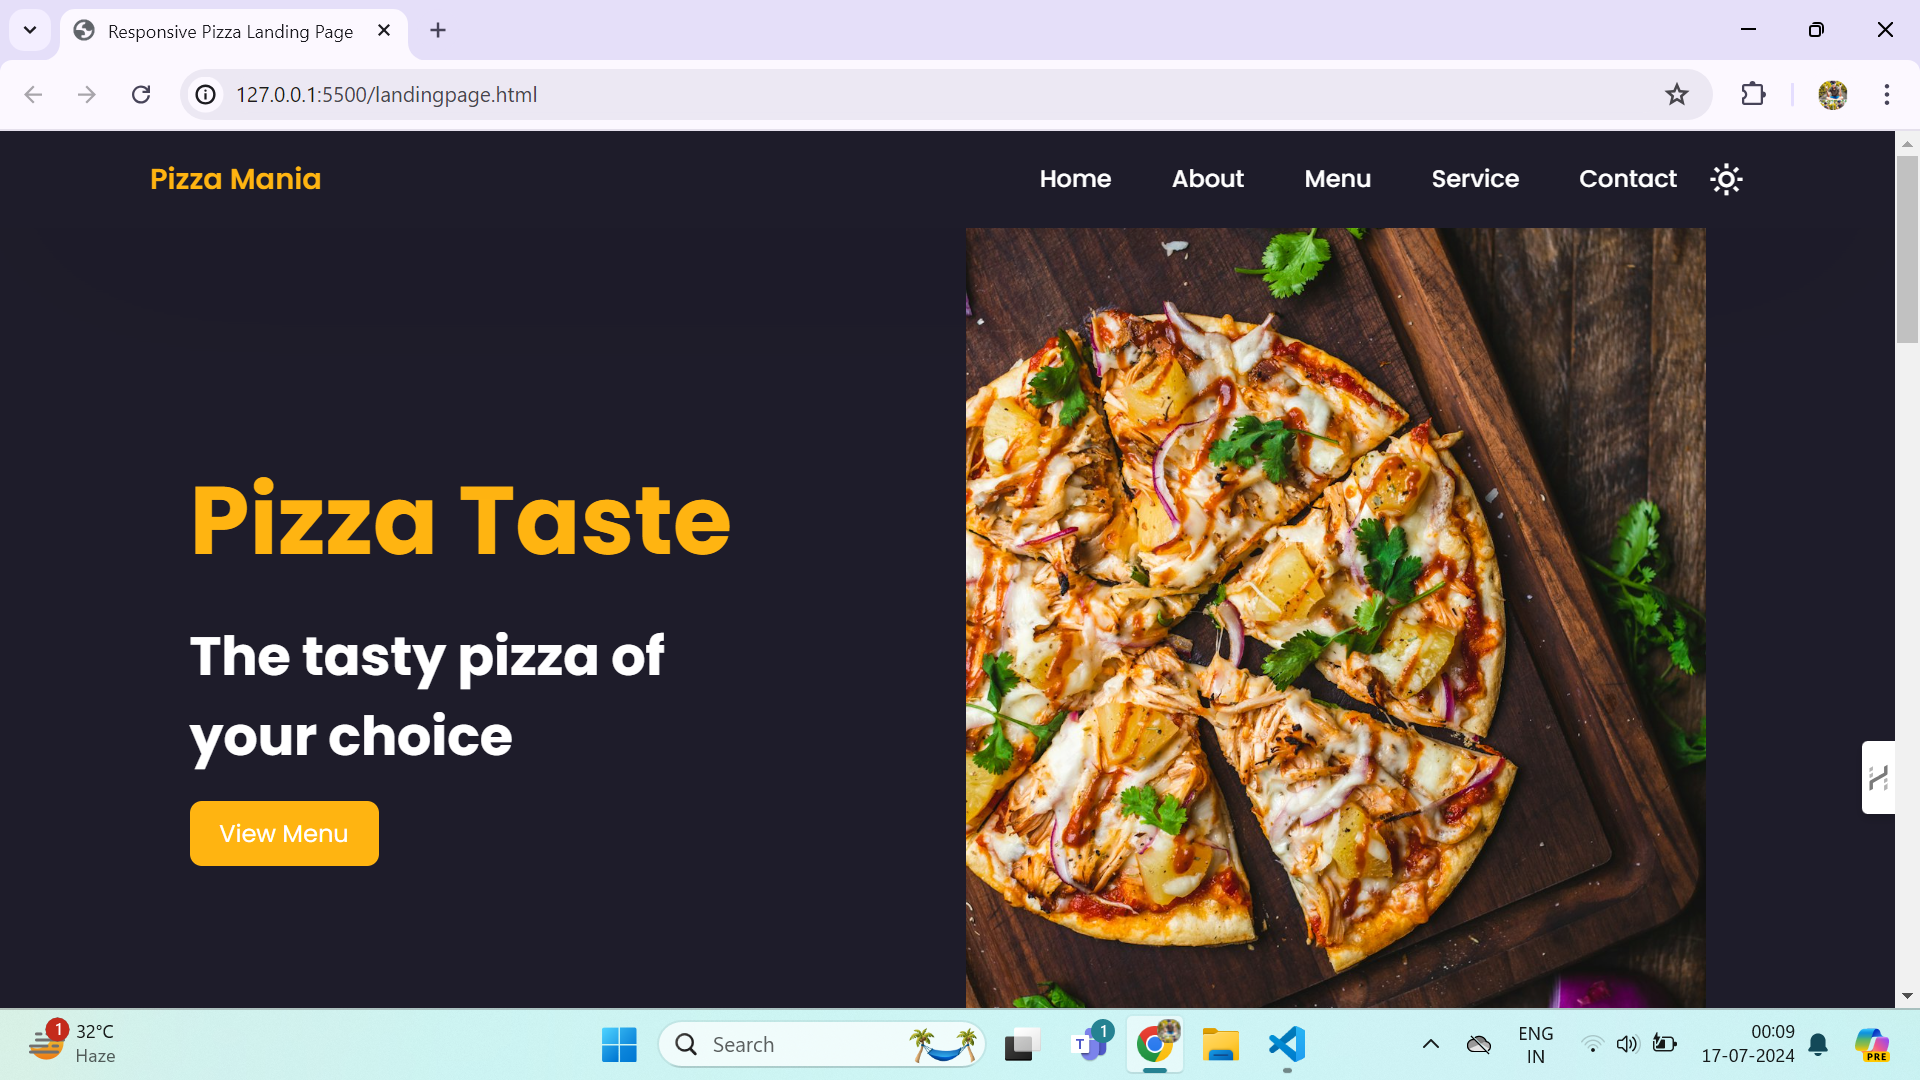 Responsive Pizza Landing Page
127.0.0.1:5500/landingpage.html
Pizza Mania
Home About Menu Service Contact
Pizza Taste
The tasty pizza of
your choice
View Menu
1
32°C
Haze
Search
T
1
ENG
IN
00:09
17-07-2024
PRE